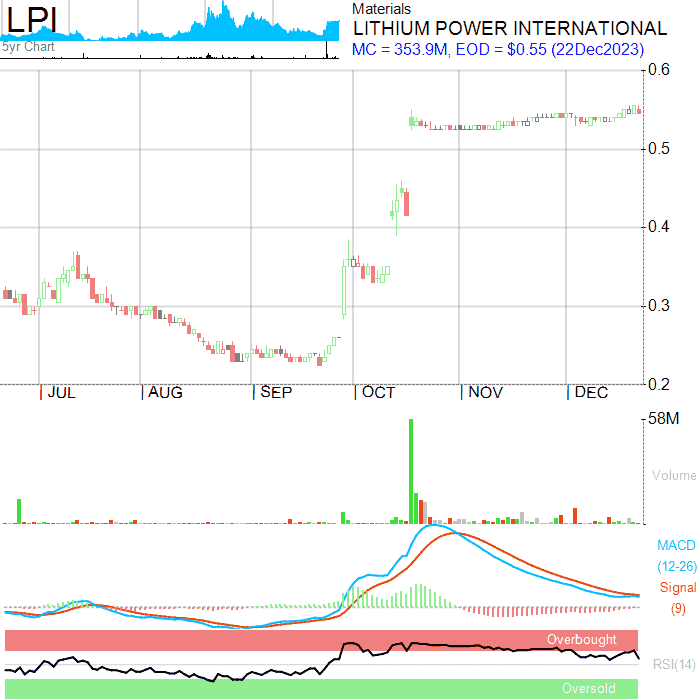 LPI
5yr Chart
Materials
LITHIUM POWER INTERNATIONAL
MC = 353.9M, EOD = $0.55 (22Dec2023)
0.6
0.5
0.4
0.3
0.2
JUL AUG SEP OCT NOV DEC
58M
Volume
MACD
(12-26)
Signal
(9)
Overbought
RSI(14)
Oversold